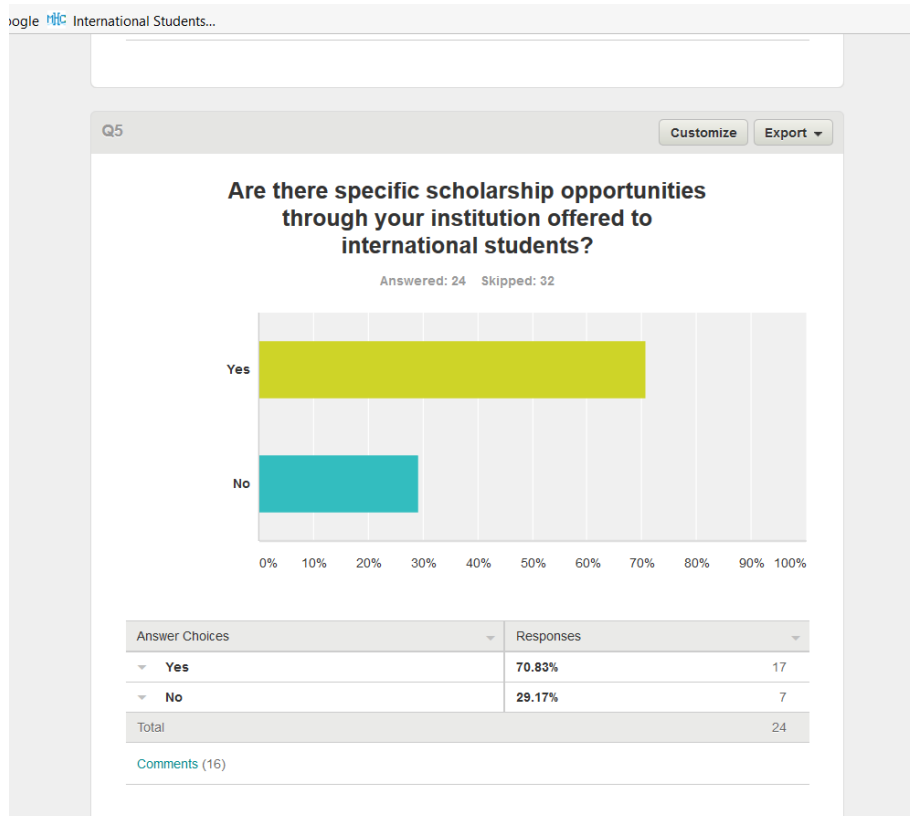 oogle MHC International Students...
Q5
Customize Export
Are there specific scholarship opportunities
through your institution offered to
international students?
Answered: 24 Skipped: 32
Yes
No
0% 10% 20% 30% 40% 50% 60% 70% 80% 90% 100%
Answer Choices Responses
Yes 70.83% 17
No 29.17% 7
Total 24
Comments (16)